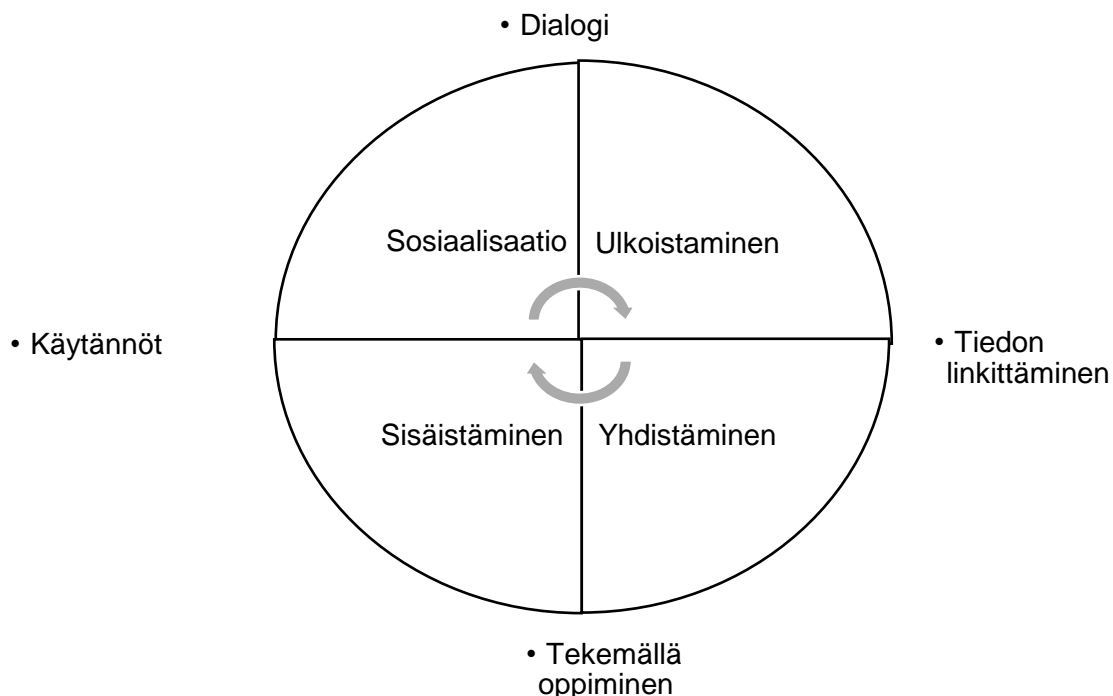 • Dialogi
Sosiaalisaatio
Ulkoistaminen
• Käytännöt
• Tiedon
linkittäminen
Sisäistäminen
Yhdistäminen
• Tekemällä
oppiminen